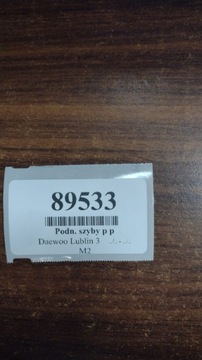 89533
Podn. szyby p p
Daewoo Lublin 3
M2